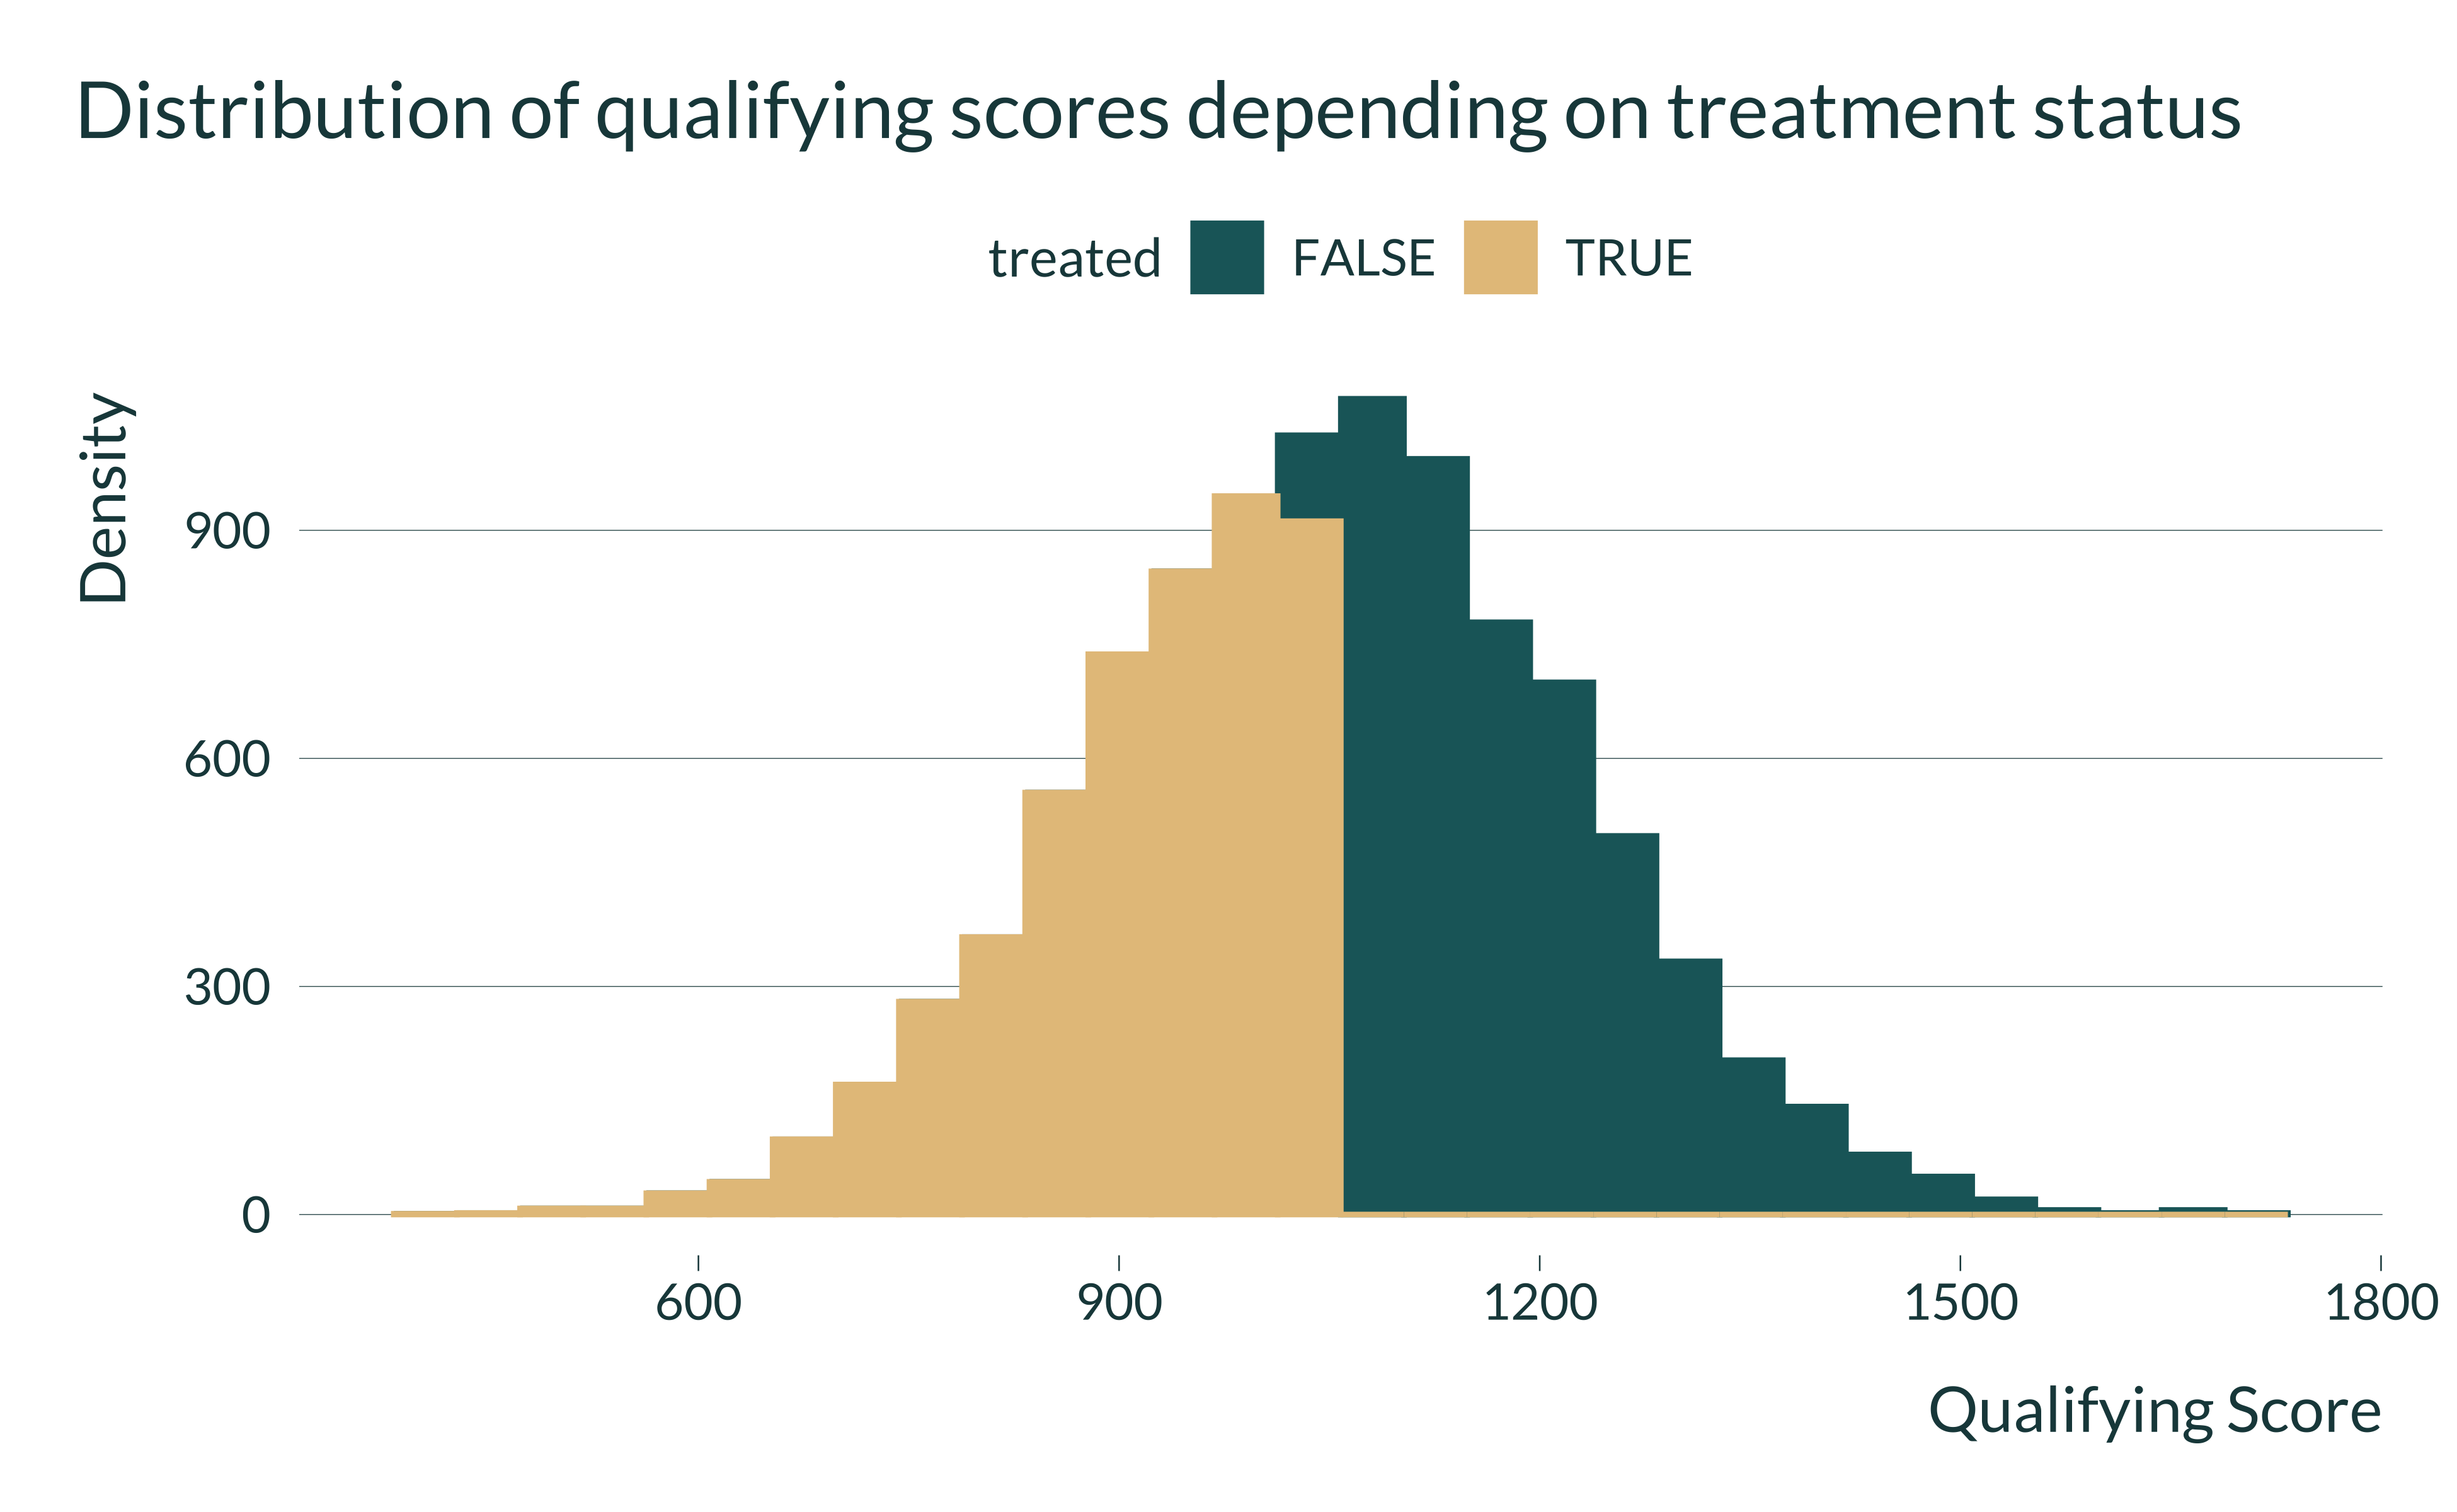 Distribution of qualifying scores depending on treatment status
treated FALSE TRUE
Density
900
600
300
0
600 900 1200 1500 1800
Qualifying Score